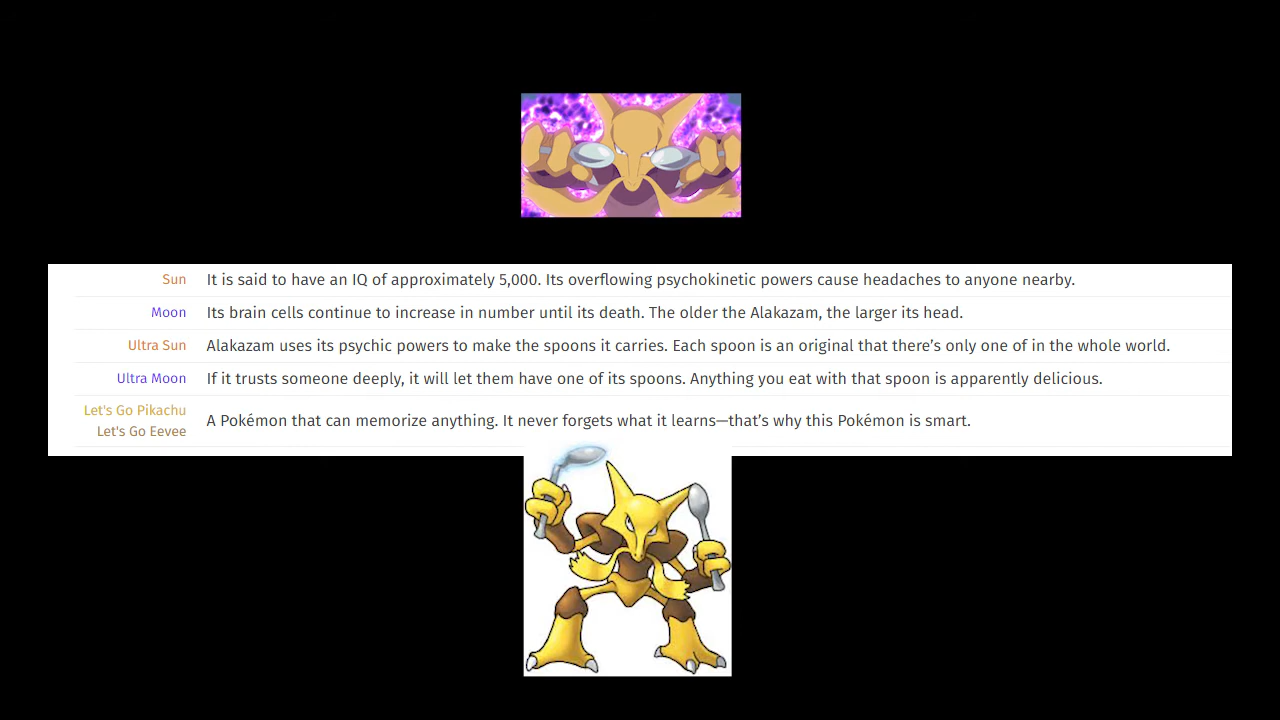 Sun It is said to have an IQ of approximately 5,000. Its overflowing psychokinetic powers cause headaches to anyone nearby.
Moon Its brain cells continue to increase in number until its death. The older the Alakazam, the larger its head.
Ultra Sun Alakazam uses its psychic powers to make the spoons it carries. Each spoon is an original that there’s only one of in the whole world.
Ultra Moon If it trusts someone deeply, it will let them have one of its spoons. Anything you eat with that spoon is apparently delicious.
Let's Go Pikachu
Let's Go Eevee
A Pokémon that can memorize anything. It never forgets what it learns—that’s why this Pokémon is smart.